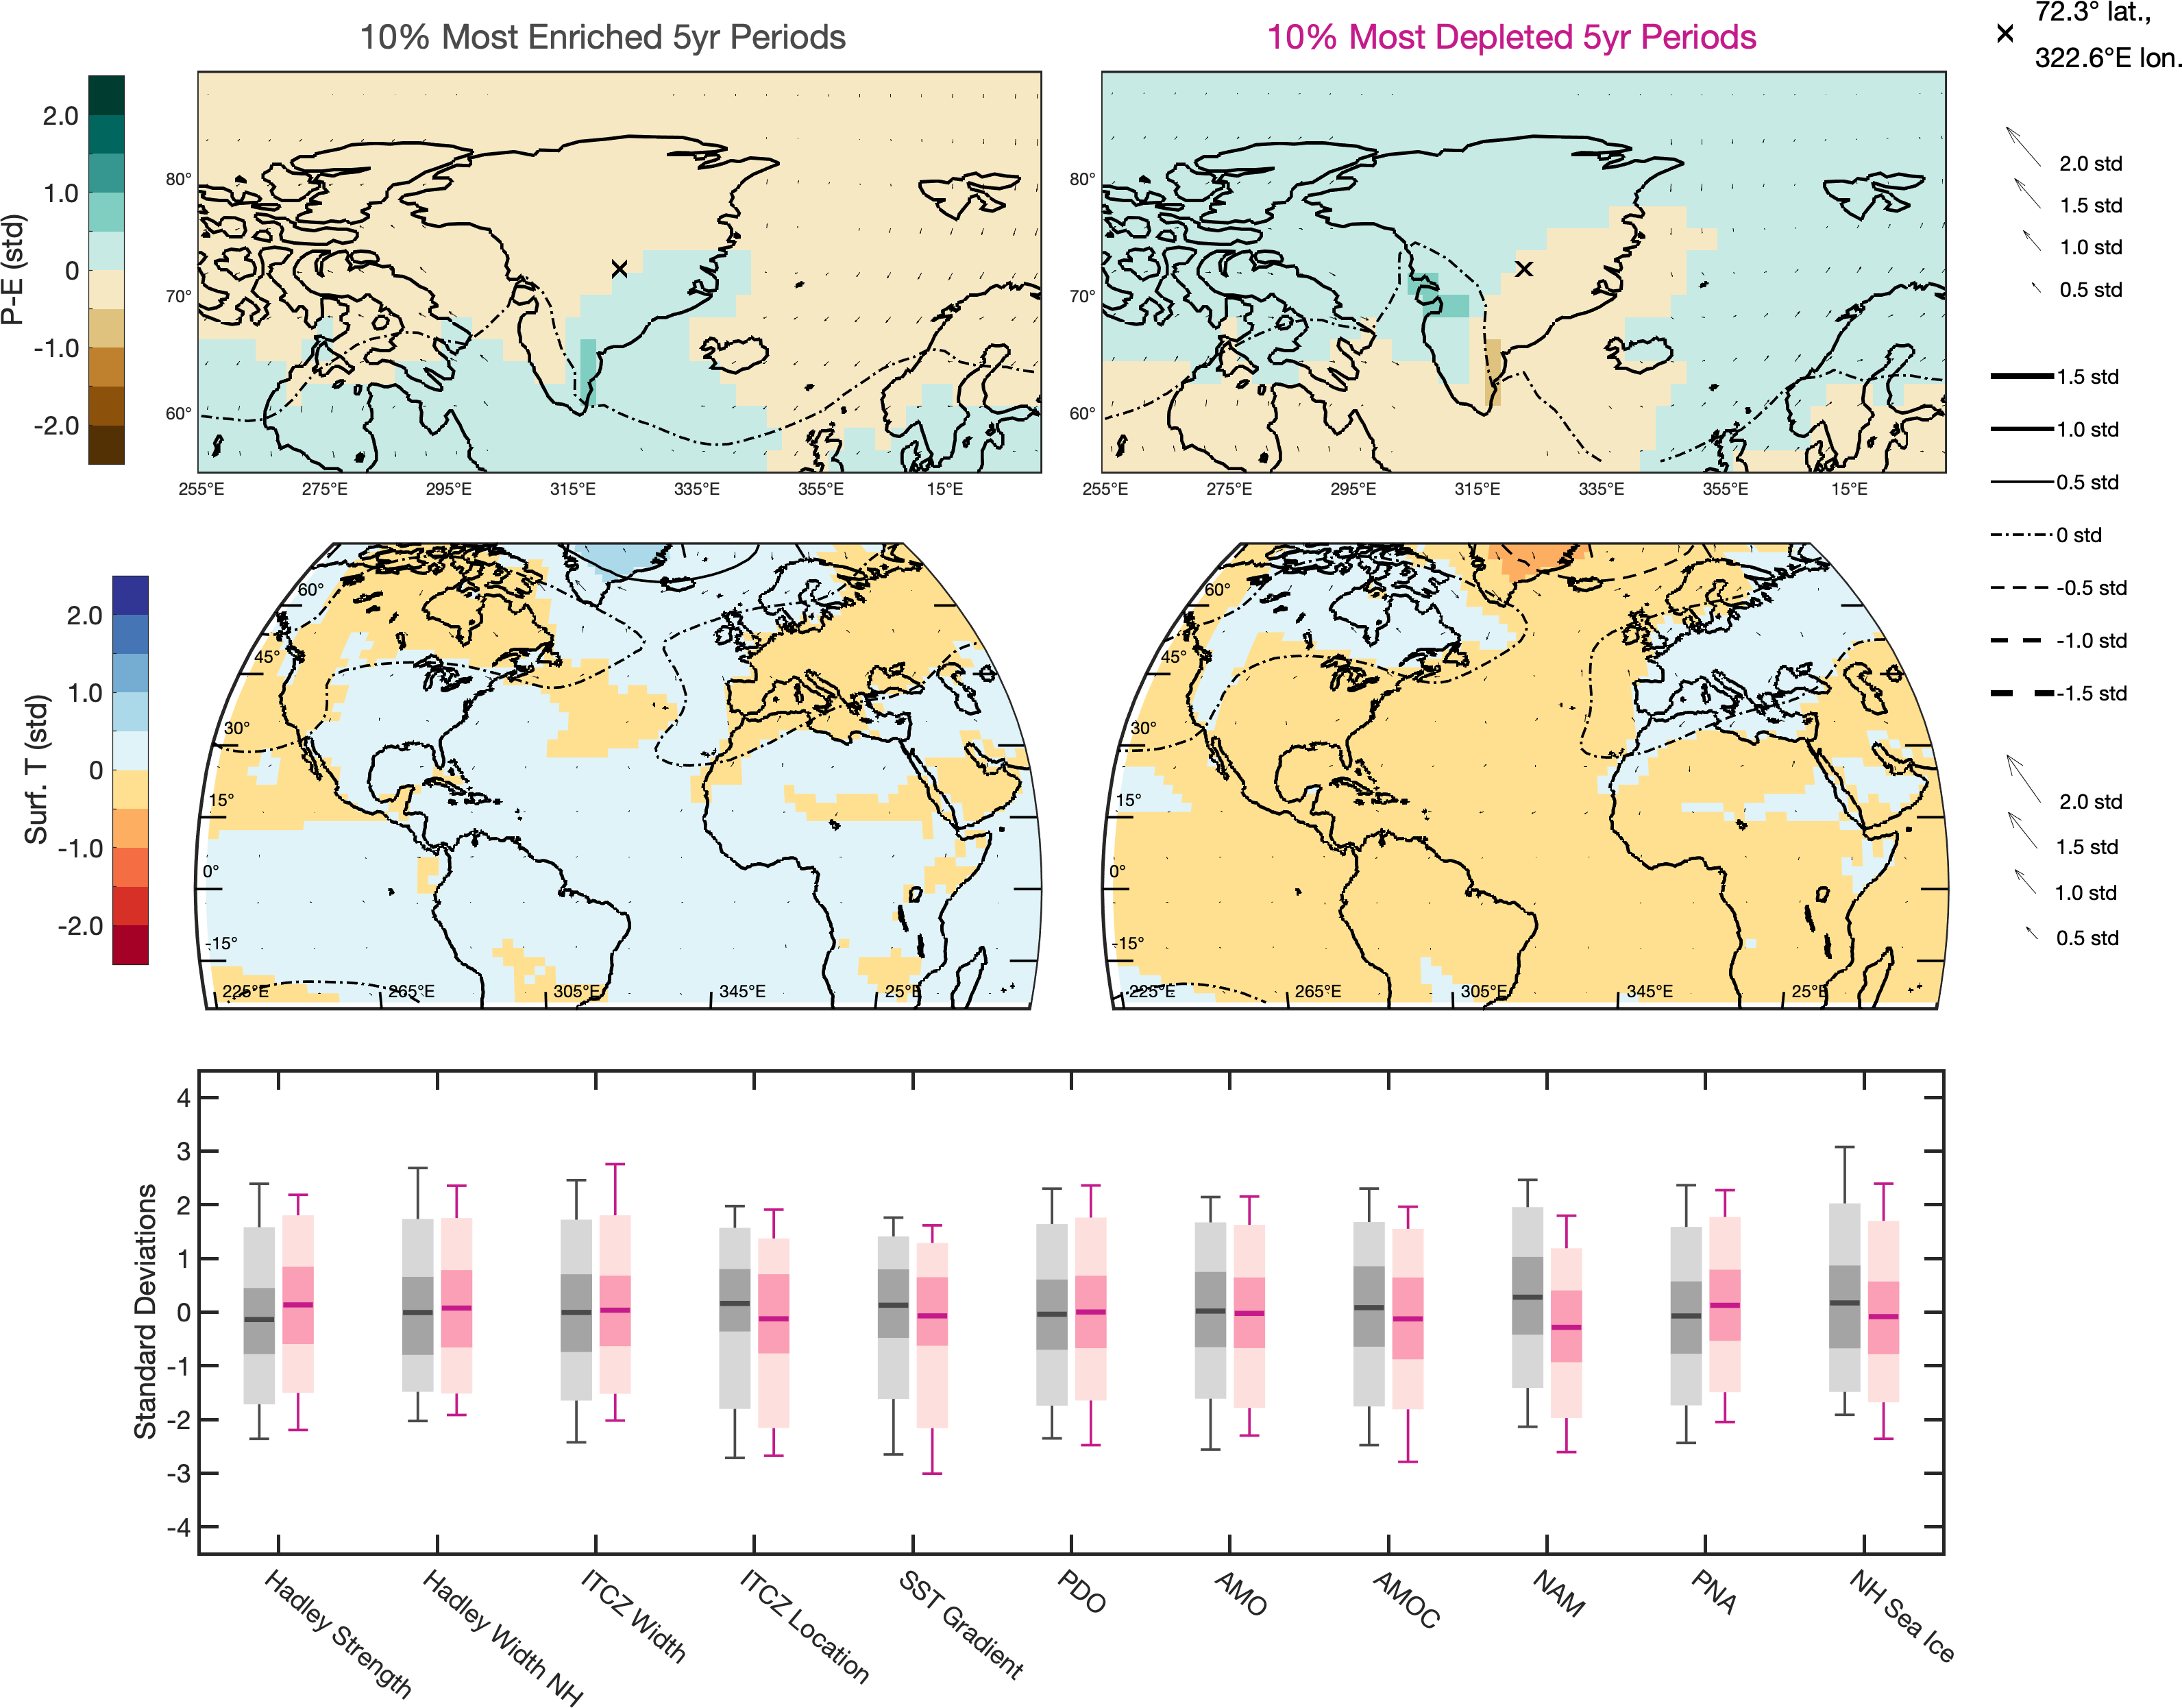 10% Most Enriched 5yr Periods
10% Most Depleted 5yr Periods
72.3° lat.,
322.6°E lon.
P-E (std)
2.0
1.0
0
-1.0
-2.0
80°
70°
60°
255°E
275°E
295°E
315°E
335°E
355°E
15°E
80°
70°
60°
255°E
275°E
295°E
315°E
335°E
355°E
15°E
2.0 std
1.5 std
1.0 std
0.5 std
1.5 std
1.0 std
0.5 std
0 std
-0.5 std
-1.0 std
-1.5 std
Surf. T (std)
2.0
1.0
0
-1.0
-2.0
60°
45°
30°
15°
0°
-15°
225°E
265°E
305°E
345°E
25°E
60°
45°
30°
15°
0°
-15°
225°E
265°E
305°E
345°E
25°E
2.0 std
1.5 std
1.0 std
0.5 std
Standard Deviations
4
3
2
1
0
-1
-2
-3
-4
Hadley Strength
Hadley Width NH
ITCZ Width
ITCZ Location
SST Gradient
PDO
AMO
AMOC
NAM
PNA
NH Sea Ice